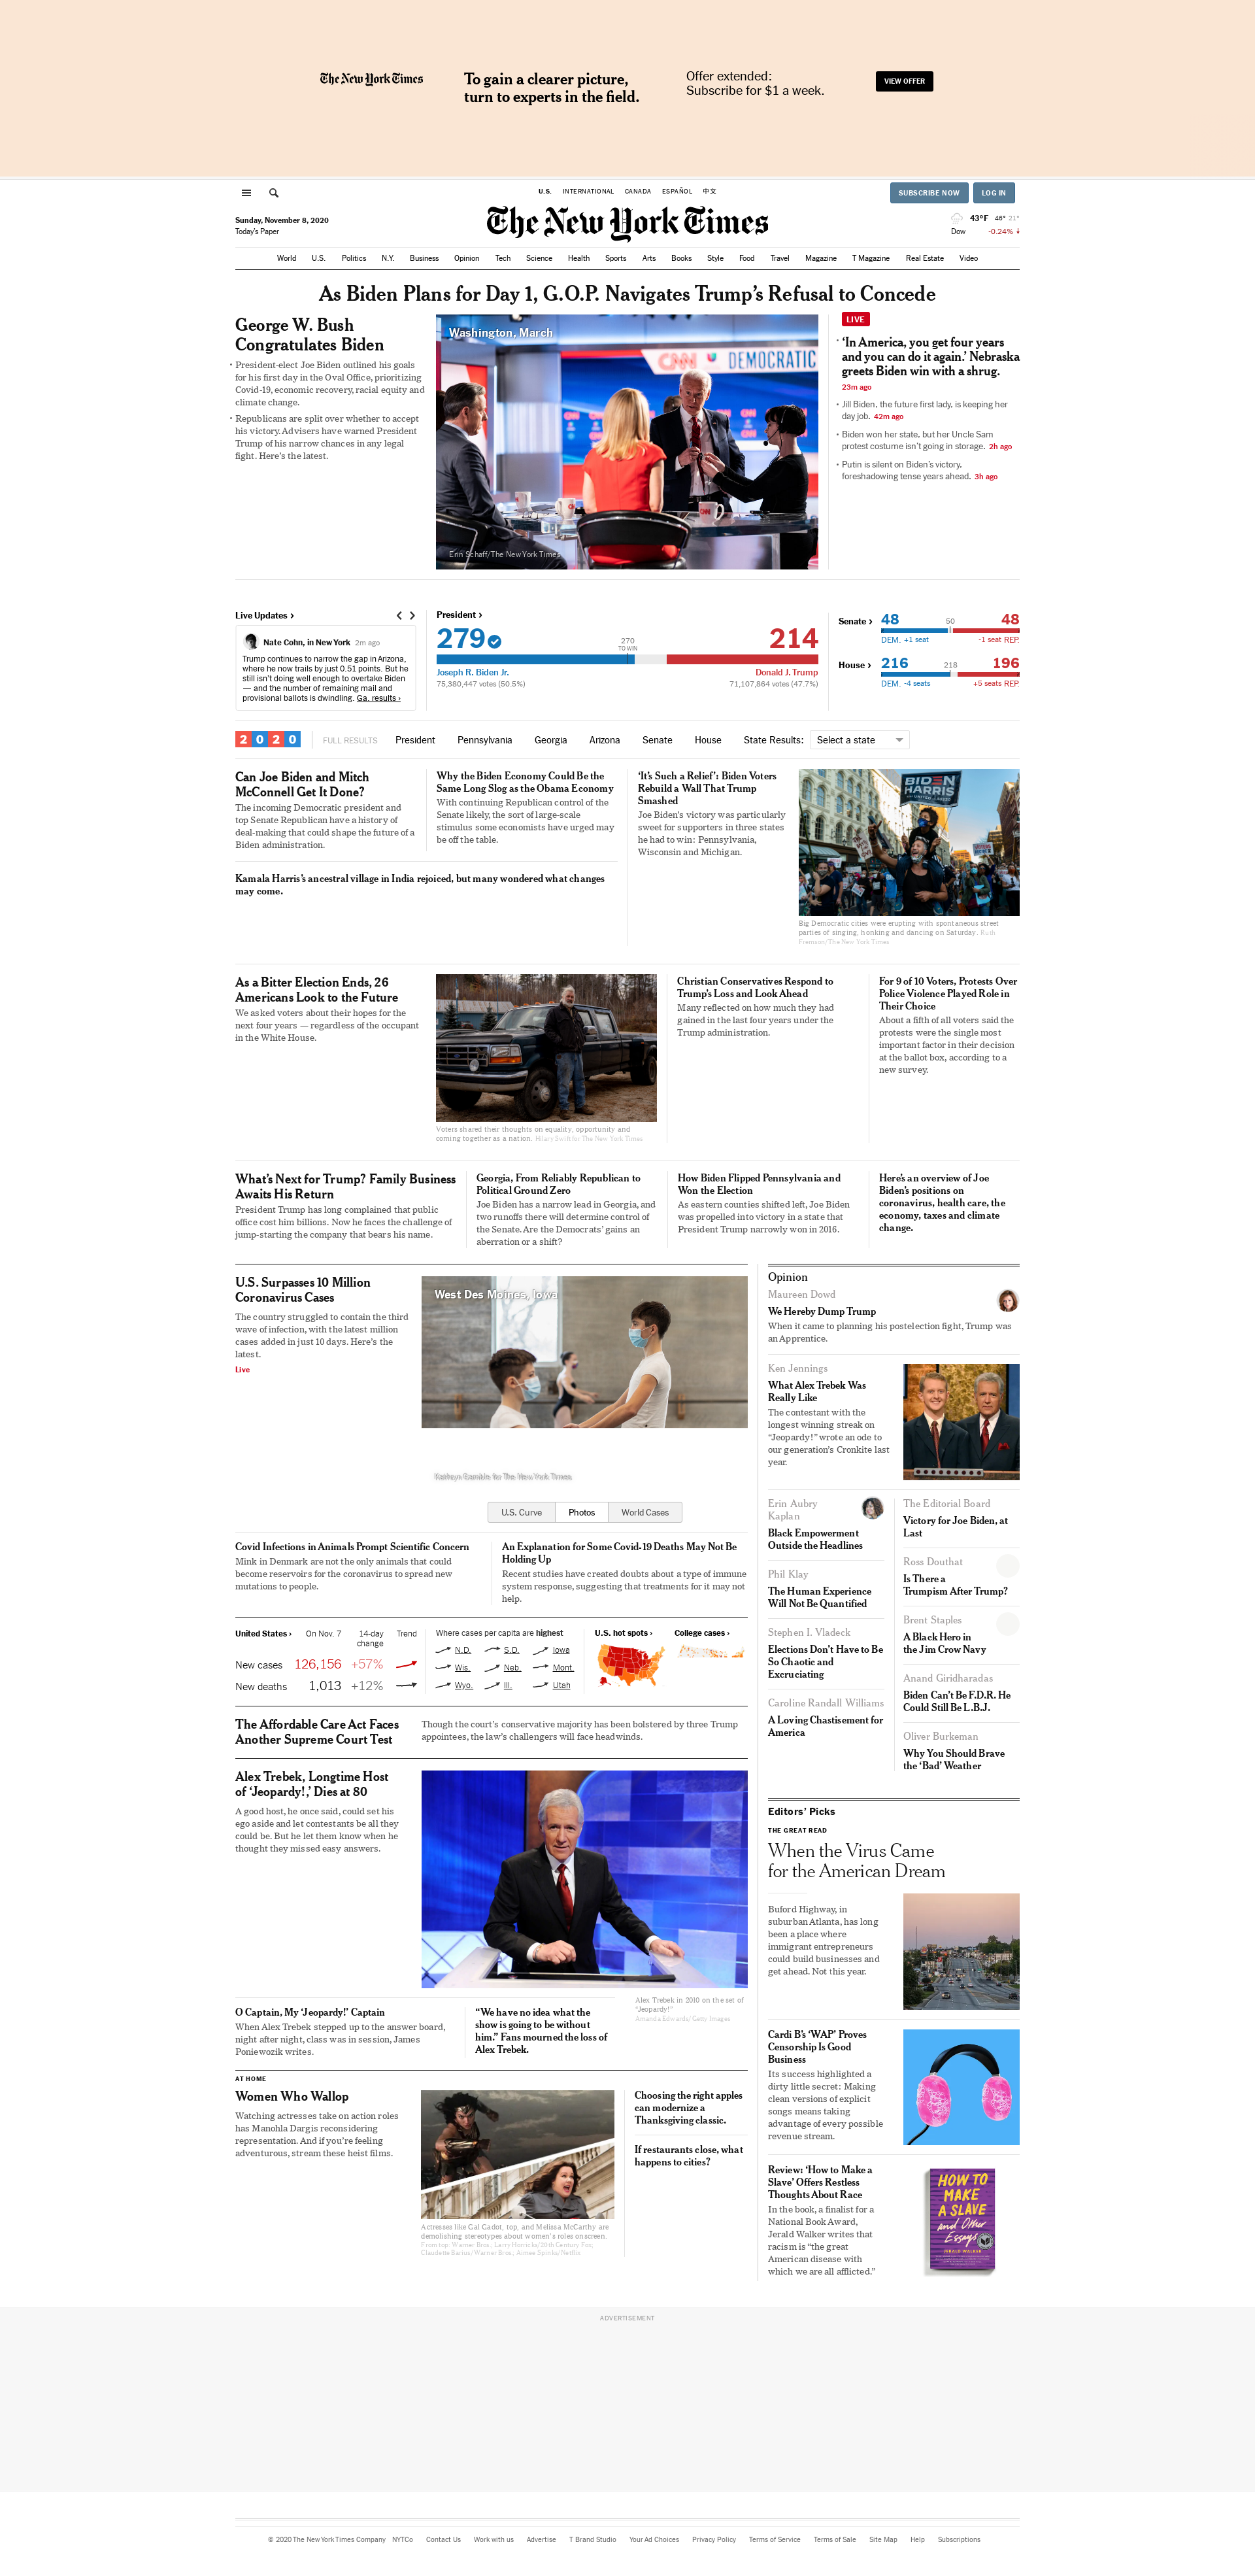 The New York Times
To gain a clearer picture,
turn to experts in the field.
Offer extended:
Subscribe for $1 a week.
VIEW OFFER
U.S. INTERNATIONAL CANADA ESPAÑOL 中文
SUBSCRIBE NOW LOG IN
Sunday, November 8, 2020
Today's Paper
The New York Times
43°F 46° 21°
Dow -0.24%
World U.S. Politics N.Y. Business Opinion Tech Science Health Sports Arts Books Style Food Travel Magazine T Magazine Real Estate Video
As Biden Plans for Day 1, G.O.P. Navigates Trump's Refusal to Concede
George W. Bush
Congratulates Biden
President-elect Joe Biden outlined his goals
for his first day in the Oval Office, prioritizing
Covid-19, economic recovery, racial equity and
climate change.
Republicans are split over whether to accept
his victory. Advisers have warned President
Trump of his narrow chances in any legal
fight. Here's the latest.
Washington, March
CNN DEMOCRATIC
Erin Schaff/The New York Times
LIVE
'In America, you get four years
and you can do it again.' Nebraska
greets Biden win with a shrug.
23m ago
Jill Biden, the future first lady, is keeping her
day job. 42m ago
Biden won her state, but her Uncle Sam
protest costume isn't going in storage. 2h ago
Putin is silent on Biden's victory,
foreshadowing tense years ahead. 3h ago
Live Updates ›
Nate Cohn, in New York 2m ago
Trump continues to narrow the gap in Arizona,
where he now trails by just 0.51 points. But he
still isn't doing well enough to overtake Biden
— and the number of remaining mail and
provisional ballots is dwindling. Ga. results ›
President ›
279 270 TO WIN 214
Joseph R. Biden Jr. Donald J. Trump
75,380,447 votes (50.5%) 71,107,864 votes (47.7%)
Senate › 48 50 48
DEM. +1 seat -1 seat REP.
House › 216 218 196
DEM. -4 seats +5 seats REP.
2020 FULL RESULTS President Pennsylvania Georgia Arizona Senate House State Results: Select a state
Can Joe Biden and Mitch
McConnell Get It Done?
The incoming Democratic president and
top Senate Republican have a history of
deal-making that could shape the future of a
Biden administration.
Why the Biden Economy Could Be the
Same Long Slog as the Obama Economy
With continuing Republican control of the
Senate likely, the sort of large-scale
stimulus some economists have urged may
be off the table.
Kamala Harris's ancestral village in India rejoiced, but many wondered what changes
may come.
'It's Such a Relief': Biden Voters
Rebuild a Wall That Trump
Smashed
Joe Biden's victory was particularly
sweet for supporters in three states
he had to win: Pennsylvania,
Wisconsin and Michigan.
BIDEN
HARRIS
Big Democratic cities were erupting with spontaneous street
parties of singing, honking and dancing on Saturday. Ruth
Fremson/The New York Times
As a Bitter Election Ends, 26
Americans Look to the Future
We asked voters about their hopes for the
next four years — regardless of the occupant
in the White House.
Voters shared their thoughts on equality, opportunity and
coming together as a nation. Hilary Swift for The New York Times
Christian Conservatives Respond to
Trump's Loss and Look Ahead
Many reflected on how much they had
gained in the last four years under the
Trump administration.
For 9 of 10 Voters, Protests Over
Police Violence Played Role in
Their Choice
About a fifth of all voters said the
protests were the single most
important factor in their decision
at the ballot box, according to a
new survey.
What's Next for Trump? Family Business
Awaits His Return
President Trump has long complained that public
office cost him billions. Now he faces the challenge of
jump-starting the company that bears his name.
Georgia, From Reliably Republican to
Political Ground Zero
Joe Biden has a narrow lead in Georgia, and
two runoffs there will determine control of
the Senate. Are the Democrats' gains an
aberration or a shift?
How Biden Flipped Pennsylvania and
Won the Election
As eastern counties shifted left, Joe Biden
was propelled into victory in a state that
President Trump narrowly won in 2016.
Here's an overview of Joe
Biden's positions on
coronavirus, health care, the
economy, taxes and climate
change.
U.S. Surpasses 10 Million
Coronavirus Cases
The country struggled to contain the third
wave of infection, with the latest million
cases added in just 10 days. Here's the
latest.
Live
West Des Moines, Iowa
Kathryn Gamble for The New York Times
U.S. Curve Photos World Cases
Covid Infections in Animals Prompt Scientific Concern
Mink in Denmark are not the only animals that could
become reservoirs for the coronavirus to spread new
mutations to people.
An Explanation for Some Covid-19 Deaths May Not Be
Holding Up
Recent studies have created doubts about a type of immune
system response, suggesting that treatments for it may not
help.
United States › On Nov. 7 14-day change Trend
New cases 126,156 +57%
New deaths 1,013 +12%
Where cases per capita are highest
N.D. S.D. Iowa
Wis. Neb. Mont.
Wyo. Ill. Utah
U.S. hot spots ›
College cases ›
The Affordable Care Act Faces
Another Supreme Court Test
Though the court's conservative majority has been bolstered by three Trump
appointees, the law's challengers will face headwinds.
Alex Trebek, Longtime Host
of 'Jeopardy!,' Dies at 80
A good host, he once said, could set his
ego aside and let contestants be all they
could be. But he let them know when he
thought they missed easy answers.
Alex Trebek in 2010 on the set of
"Jeopardy!"
Amanda Edwards/Getty Images
O Captain, My 'Jeopardy!' Captain
When Alex Trebek stepped up to the answer board,
night after night, class was in session, James
Poniewozik writes.
"We have no idea what the
show is going to be without
him." Fans mourned the loss of
Alex Trebek.
AT HOME
Women Who Wallop
Watching actresses take on action roles
has Manohla Dargis reconsidering
representation. And if you're feeling
adventurous, stream these heist films.
Actresses like Gal Gadot, top, and Melissa McCarthy are
demolishing stereotypes about women's roles onscreen.
From top: Warner Bros.; Larry Horricks/20th Century Fox;
Claudette Barius/Warner Bros.; Aimee Spinks/Netflix
Choosing the right apples
can modernize a
Thanksgiving classic.
If restaurants close, what
happens to cities?
Opinion
Maureen Dowd
We Hereby Dump Trump
When it came to planning his postelection fight, Trump was
an Apprentice.
Ken Jennings
What Alex Trebek Was
Really Like
The contestant with the
longest winning streak on
"Jeopardy!" wrote an ode to
our generation's Cronkite last
year.
Erin Aubry
Kaplan
Black Empowerment
Outside the Headlines
Phil Klay
The Human Experience
Will Not Be Quantified
Stephen I. Vladeck
Elections Don't Have to Be
So Chaotic and
Excruciating
Caroline Randall Williams
A Loving Chastisement for
America
The Editorial Board
Victory for Joe Biden, at
Last
Ross Douthat
Is There a
Trumpism After Trump?
Brent Staples
A Black Hero in
the Jim Crow Navy
Anand Giridharadas
Biden Can't Be F.D.R. He
Could Still Be L.B.J.
Oliver Burkeman
Why You Should Brave
the 'Bad' Weather
Editors' Picks
THE GREAT READ
When the Virus Came
for the American Dream
Buford Highway, in
suburban Atlanta, has long
been a place where
immigrant entrepreneurs
could build businesses and
get ahead. Not this year.
Cardi B's 'WAP' Proves
Censorship Is Good
Business
Its success highlighted a
dirty little secret: Making
clean versions of explicit
songs means taking
advantage of every possible
revenue stream.
Review: 'How to Make a
Slave' Offers Restless
Thoughts About Race
In the book, a finalist for a
National Book Award,
Jerald Walker writes that
racism is "the great
American disease with
which we are all afflicted."
HOW TO
MAKE
A SLAVE
and Other
Essays
JERALD WALKER
ADVERTISEMENT
© 2020 The New York Times Company NYTCo Contact Us Work with us Advertise T Brand Studio Your Ad Choices Privacy Policy Terms of Service Terms of Sale Site Map Help Subscriptions